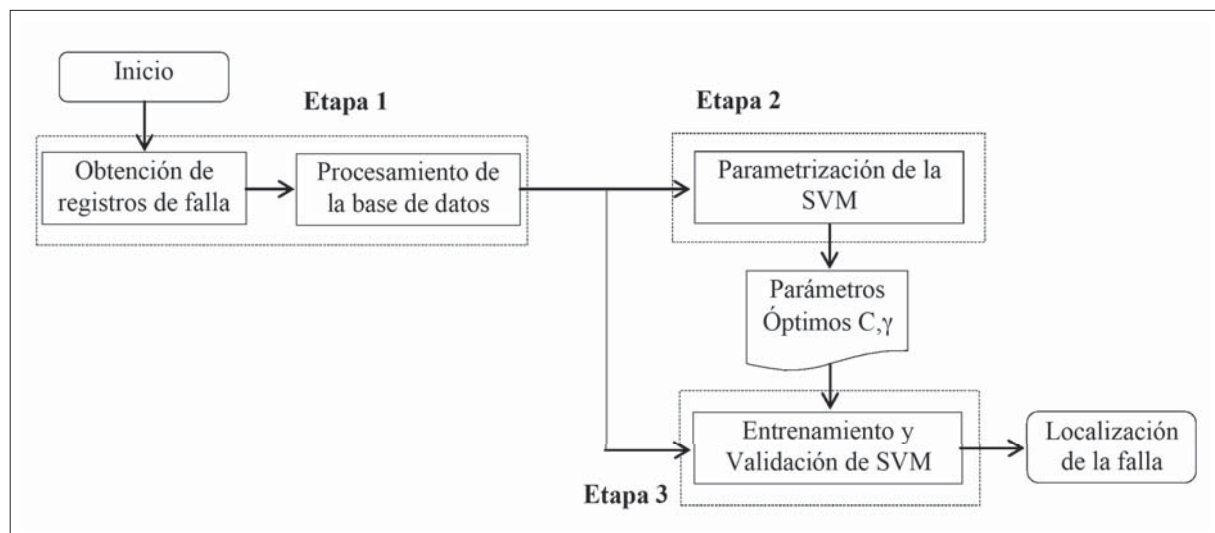 Inicio
Etapa 1
Obtención de
registros de falla
Procesamiento de
la base de datos
Etapa 2
Parametrización de la
SVM
Parámetros
Óptimos C,γ
Entrenamiento y
Validación de SVM
Etapa 3
Localización
de la falla